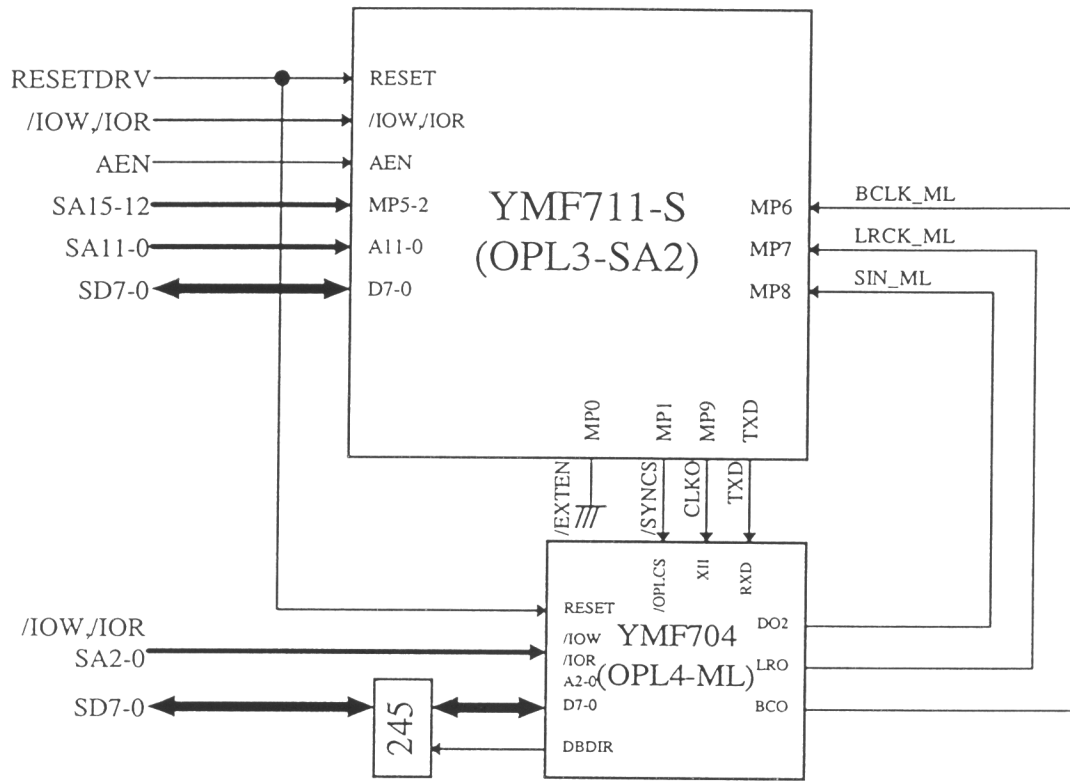 RESETDRV
/IOW,/IOR
AEN
SA15-12
SA11-0
SD7-0
RESET
/IOW,/IOR
AEN
MP5-2
A11-0
D7-0
YMF711-S
(OPL3-SA2)
MP6
MP7
MP8
BCLK_ML
LRCK_ML
SIN_ML
MP0
MP1
MP9
TXD
/EXTEN
/SYNCS
CLKO
TXD
/OPLCS
XI1
RXD
/IOW,/IOR
SA2-0
SD7-0
245
RESET
/IOW
/IOR
A2-0
D7-0
DBDIR
YMF704
(OPL4-ML)
DO2
LRO
BCO